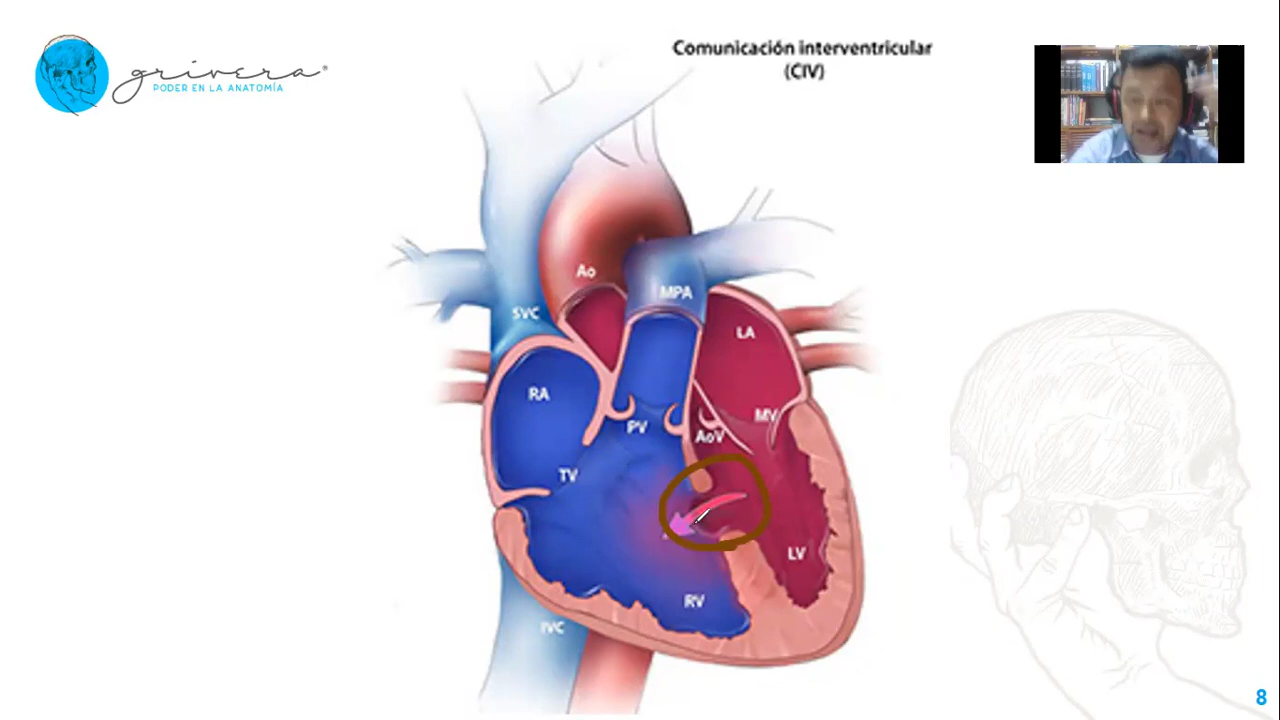 grivera
PODER EN LA ANATOMÍA
Comunicación interventricular
(CIV)
Ao
MPA
SVC
LA
RA
MV
PV
AoV
TV
LV
RV
IVC
8